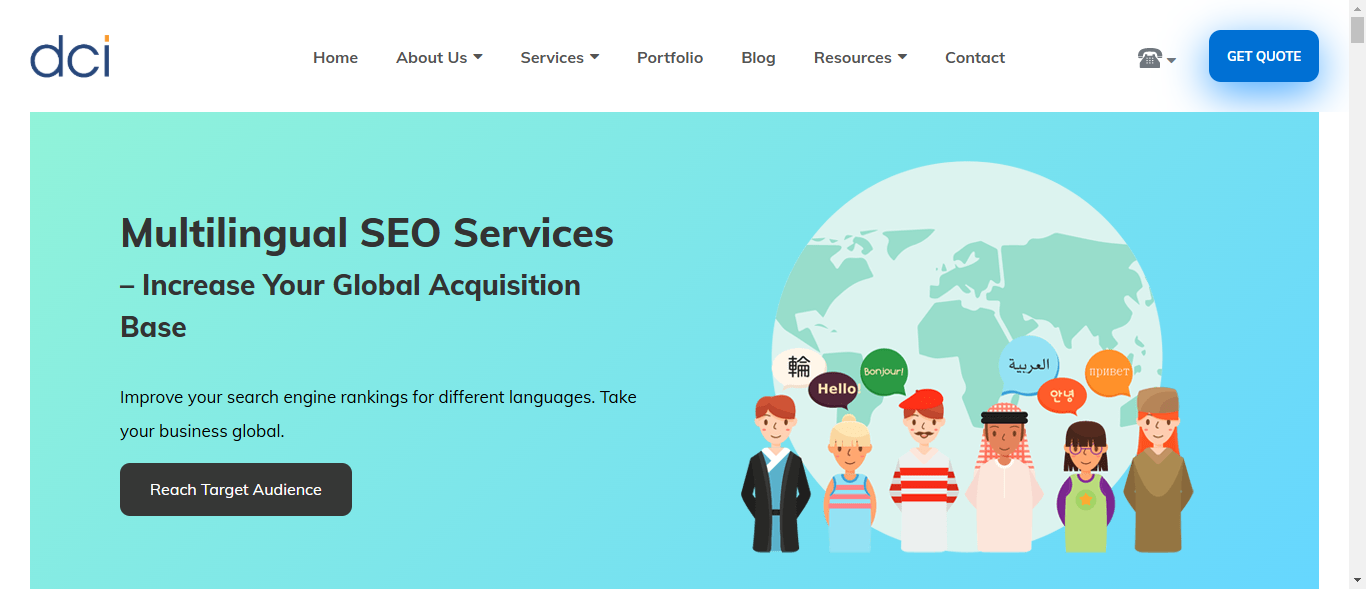 dci
Home About Us Services Portfolio Blog Resources Contact
GET QUOTE
Multilingual SEO Services
– Increase Your Global Acquisition
Base
Improve your search engine rankings for different languages. Take
your business global.
Reach Target Audience
輪
Hello
Bonjour!
العربية
안녕
привет